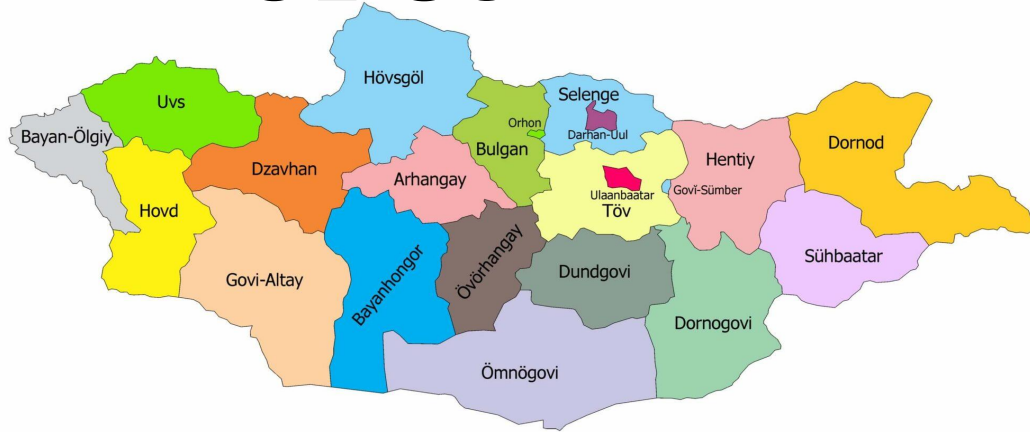 Hövsgöl
Uvs
Selenge
Bayan-Ölgiy
Orhon
Darhan-Uul
Dornod
Bulgan
Hentiy
Dzavhan
Arhangay
Ulaanbaatar
Govĭ-Sümber
Hovd
Töv
Övörhangay
Sühbaatar
Govi-Altay
Bayanhongor
Dundgovi
Dornogovi
Ömnögovi